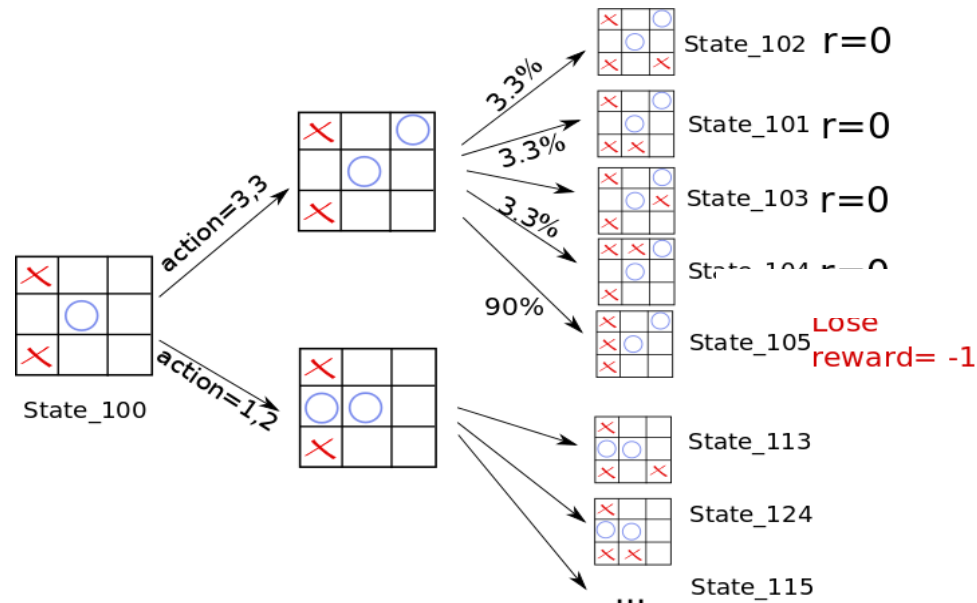 State_102 r=0
3.3%
State_101 r=0
3.3%
action=3,3
State_103 r=0
3.3%
90%
State_105
Lose
reward= -1
action=1,2
State_100
State_113
State_124
State_115
...